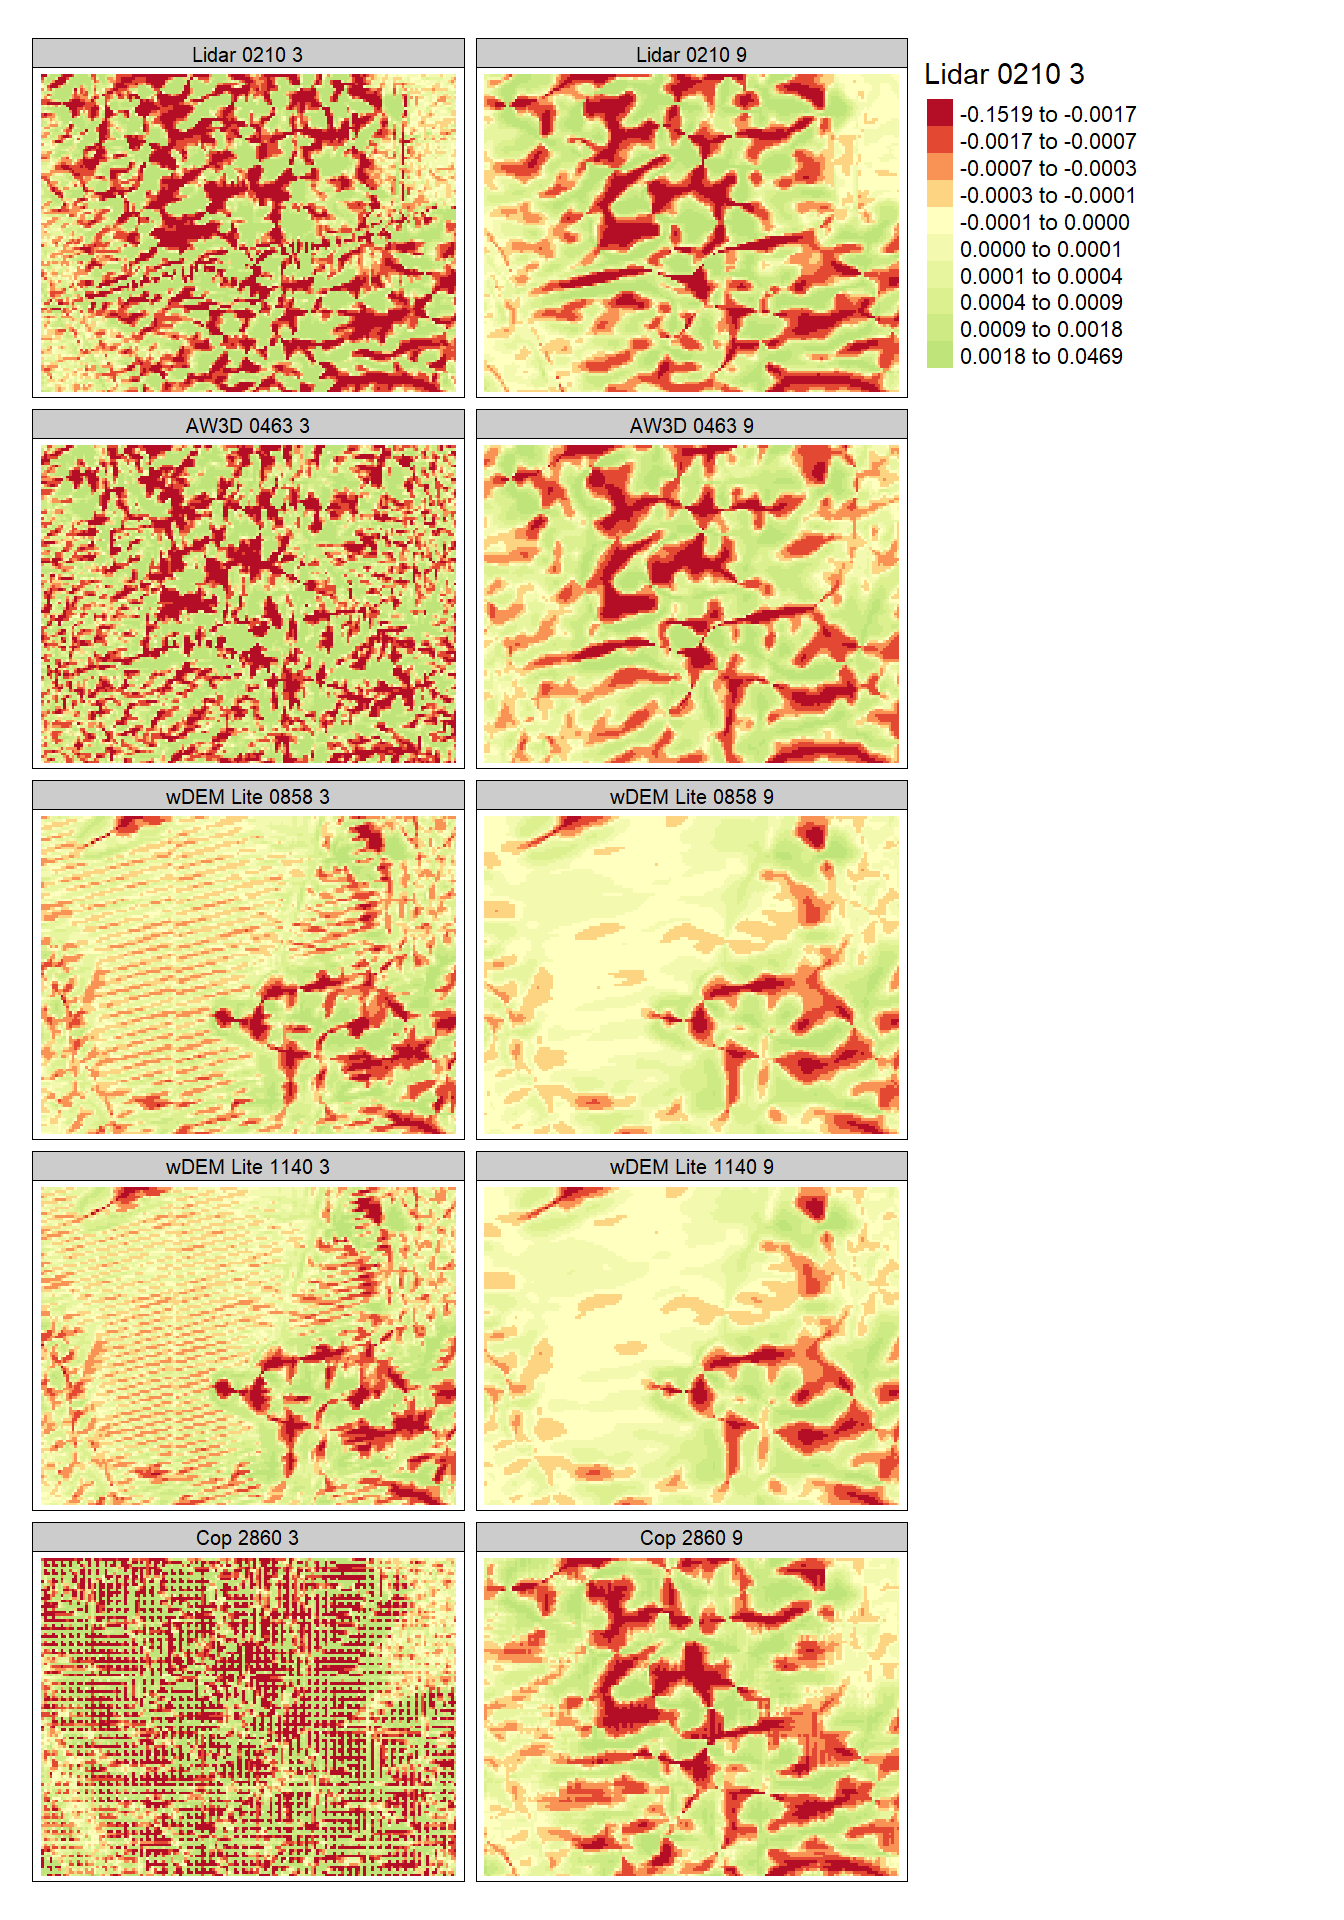 Lidar 0210 3
Lidar 0210 9
Lidar 0210 3
-0.1519 to -0.0017
-0.0017 to -0.0007
-0.0007 to -0.0003
-0.0003 to -0.0001
-0.0001 to 0.0000
0.0000 to 0.0001
0.0001 to 0.0004
0.0004 to 0.0009
0.0009 to 0.0018
0.0018 to 0.0469
AW3D 0463 3
AW3D 0463 9
wDEM Lite 0858 3
wDEM Lite 0858 9
wDEM Lite 1140 3
wDEM Lite 1140 9
Cop 2860 3
Cop 2860 9